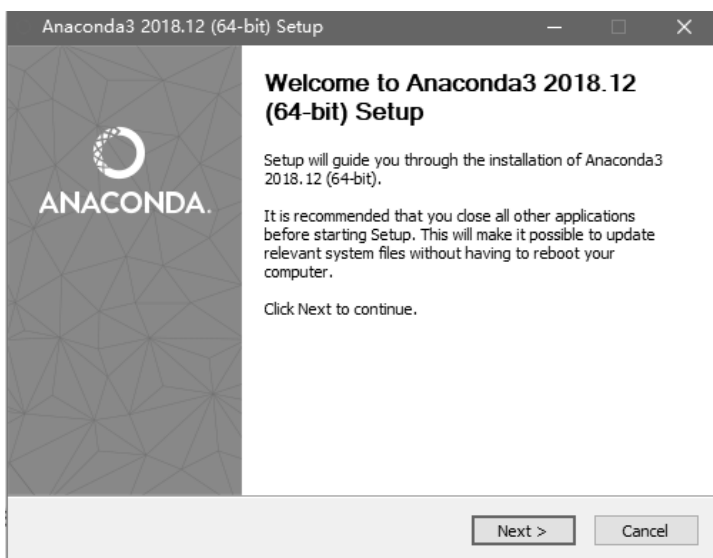 Anaconda3 2018.12 (64-bit) Setup
Welcome to Anaconda3 2018.12
(64-bit) Setup
Setup will guide you through the installation of Anaconda3
2018.12 (64-bit).
It is recommended that you close all other applications
before starting Setup. This will make it possible to update
relevant system files without having to reboot your
computer.
Click Next to continue.
ANACONDA.
Next >
Cancel